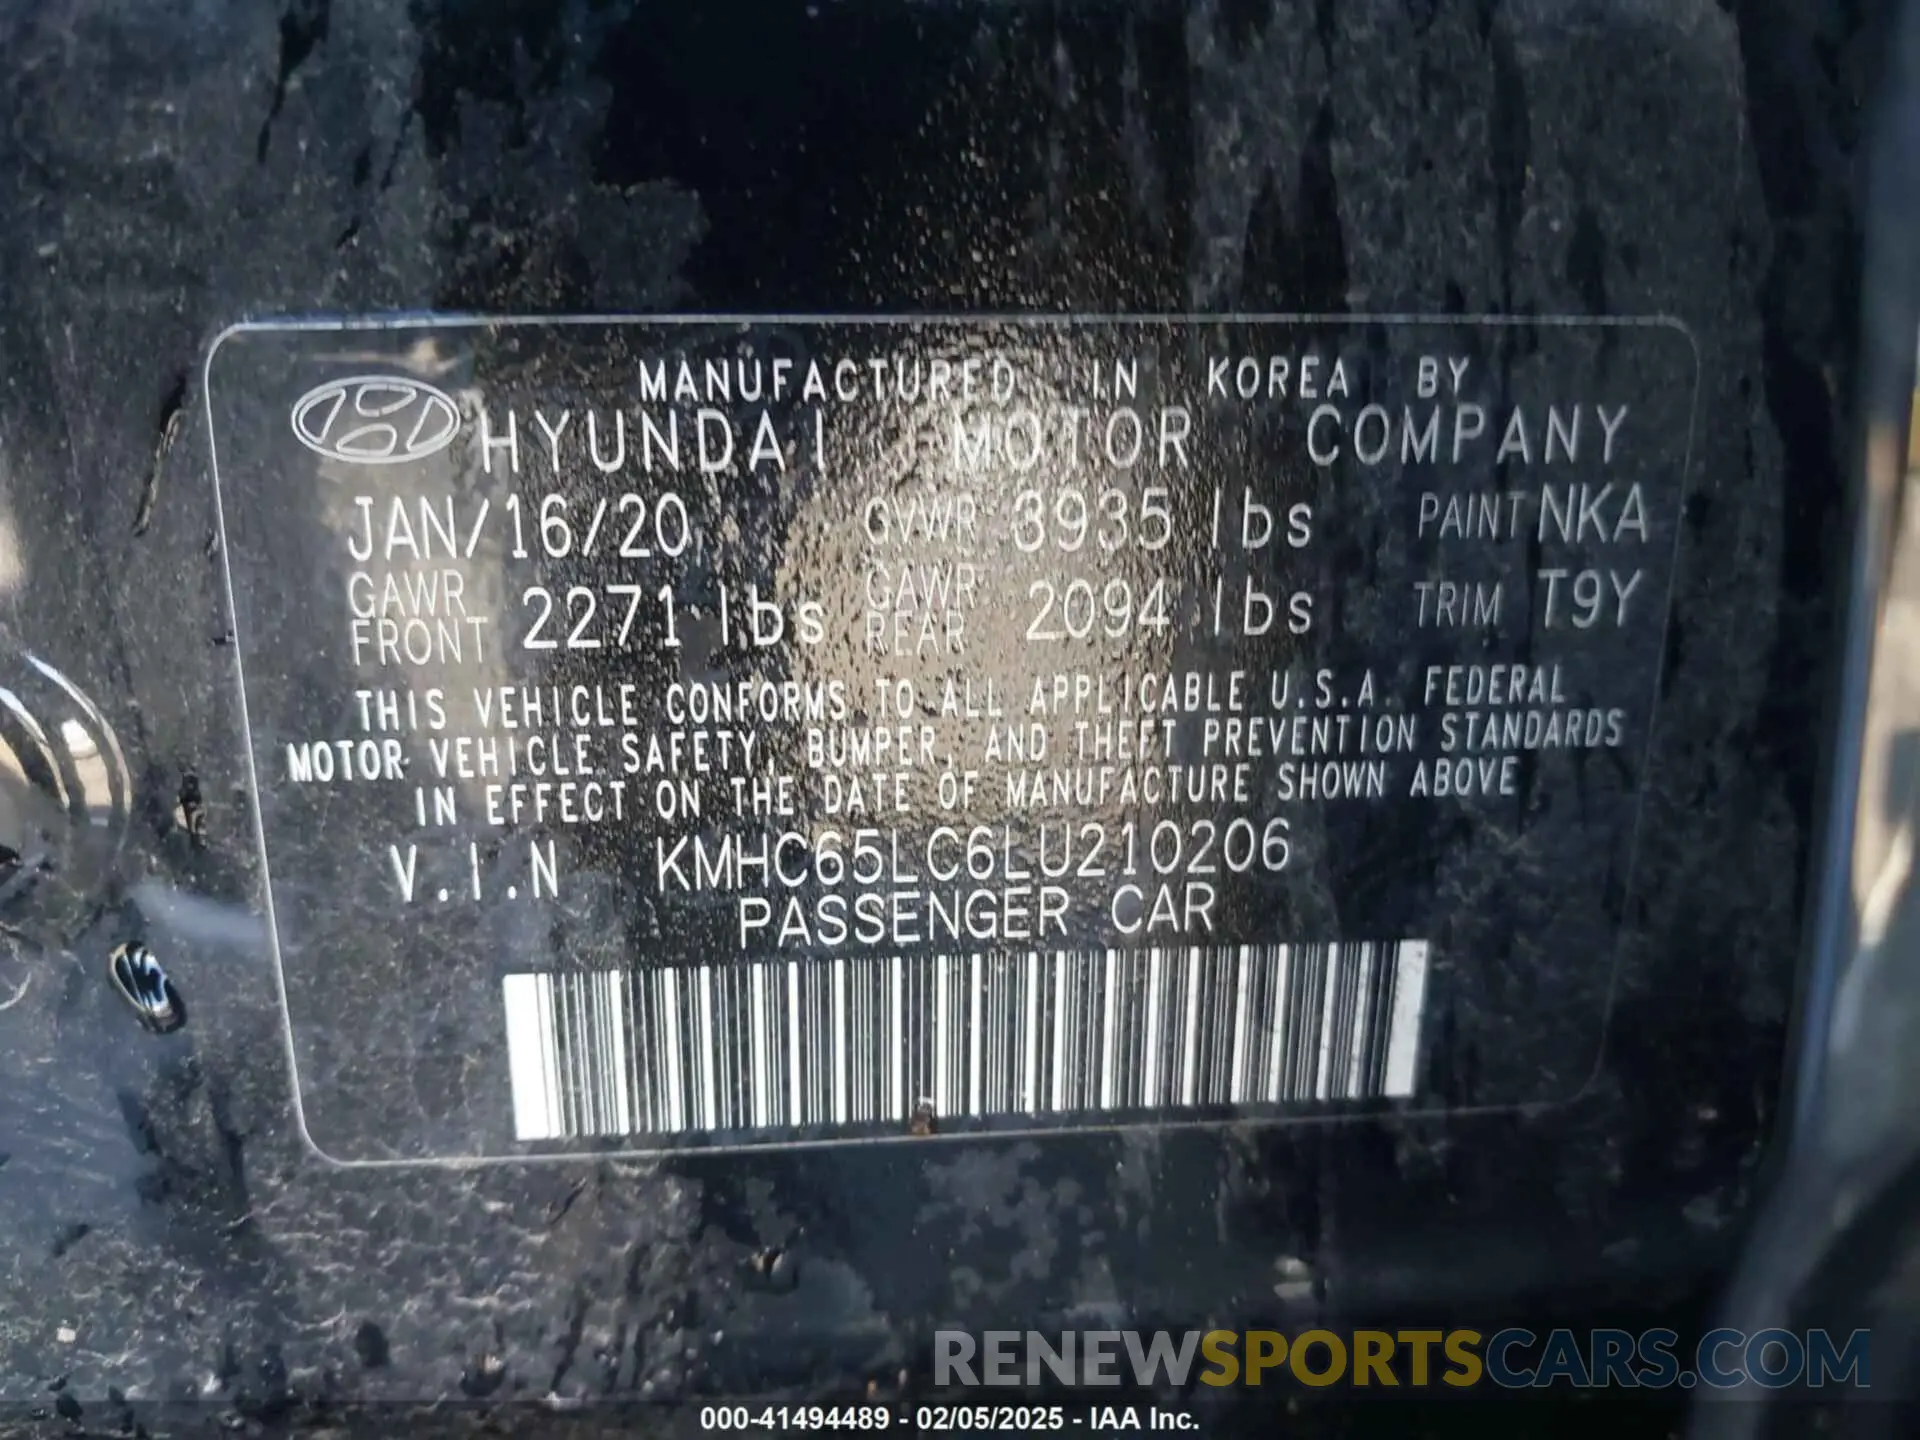 MANUFACTURED IN KOREA BY
HYUNDAI MOTOR COMPANY
JAN/16/20 GVWR 3935 lbs PAINT NKA
GAWR FRONT 2271 lbs GAWR REAR 2094 lbs TRIM T9Y
THIS VEHICLE CONFORMS TO ALL APPLICABLE U.S.A. FEDERAL
MOTOR VEHICLE SAFETY, BUMPER, AND THEFT PREVENTION STANDARDS
IN EFFECT ON THE DATE OF MANUFACTURE SHOWN ABOVE
V.I.N KMHC65LC6LU210206
PASSENGER CAR
RENEWSPORTSCARS.COM
000-41494489 - 02/05/2025 - IAA Inc.